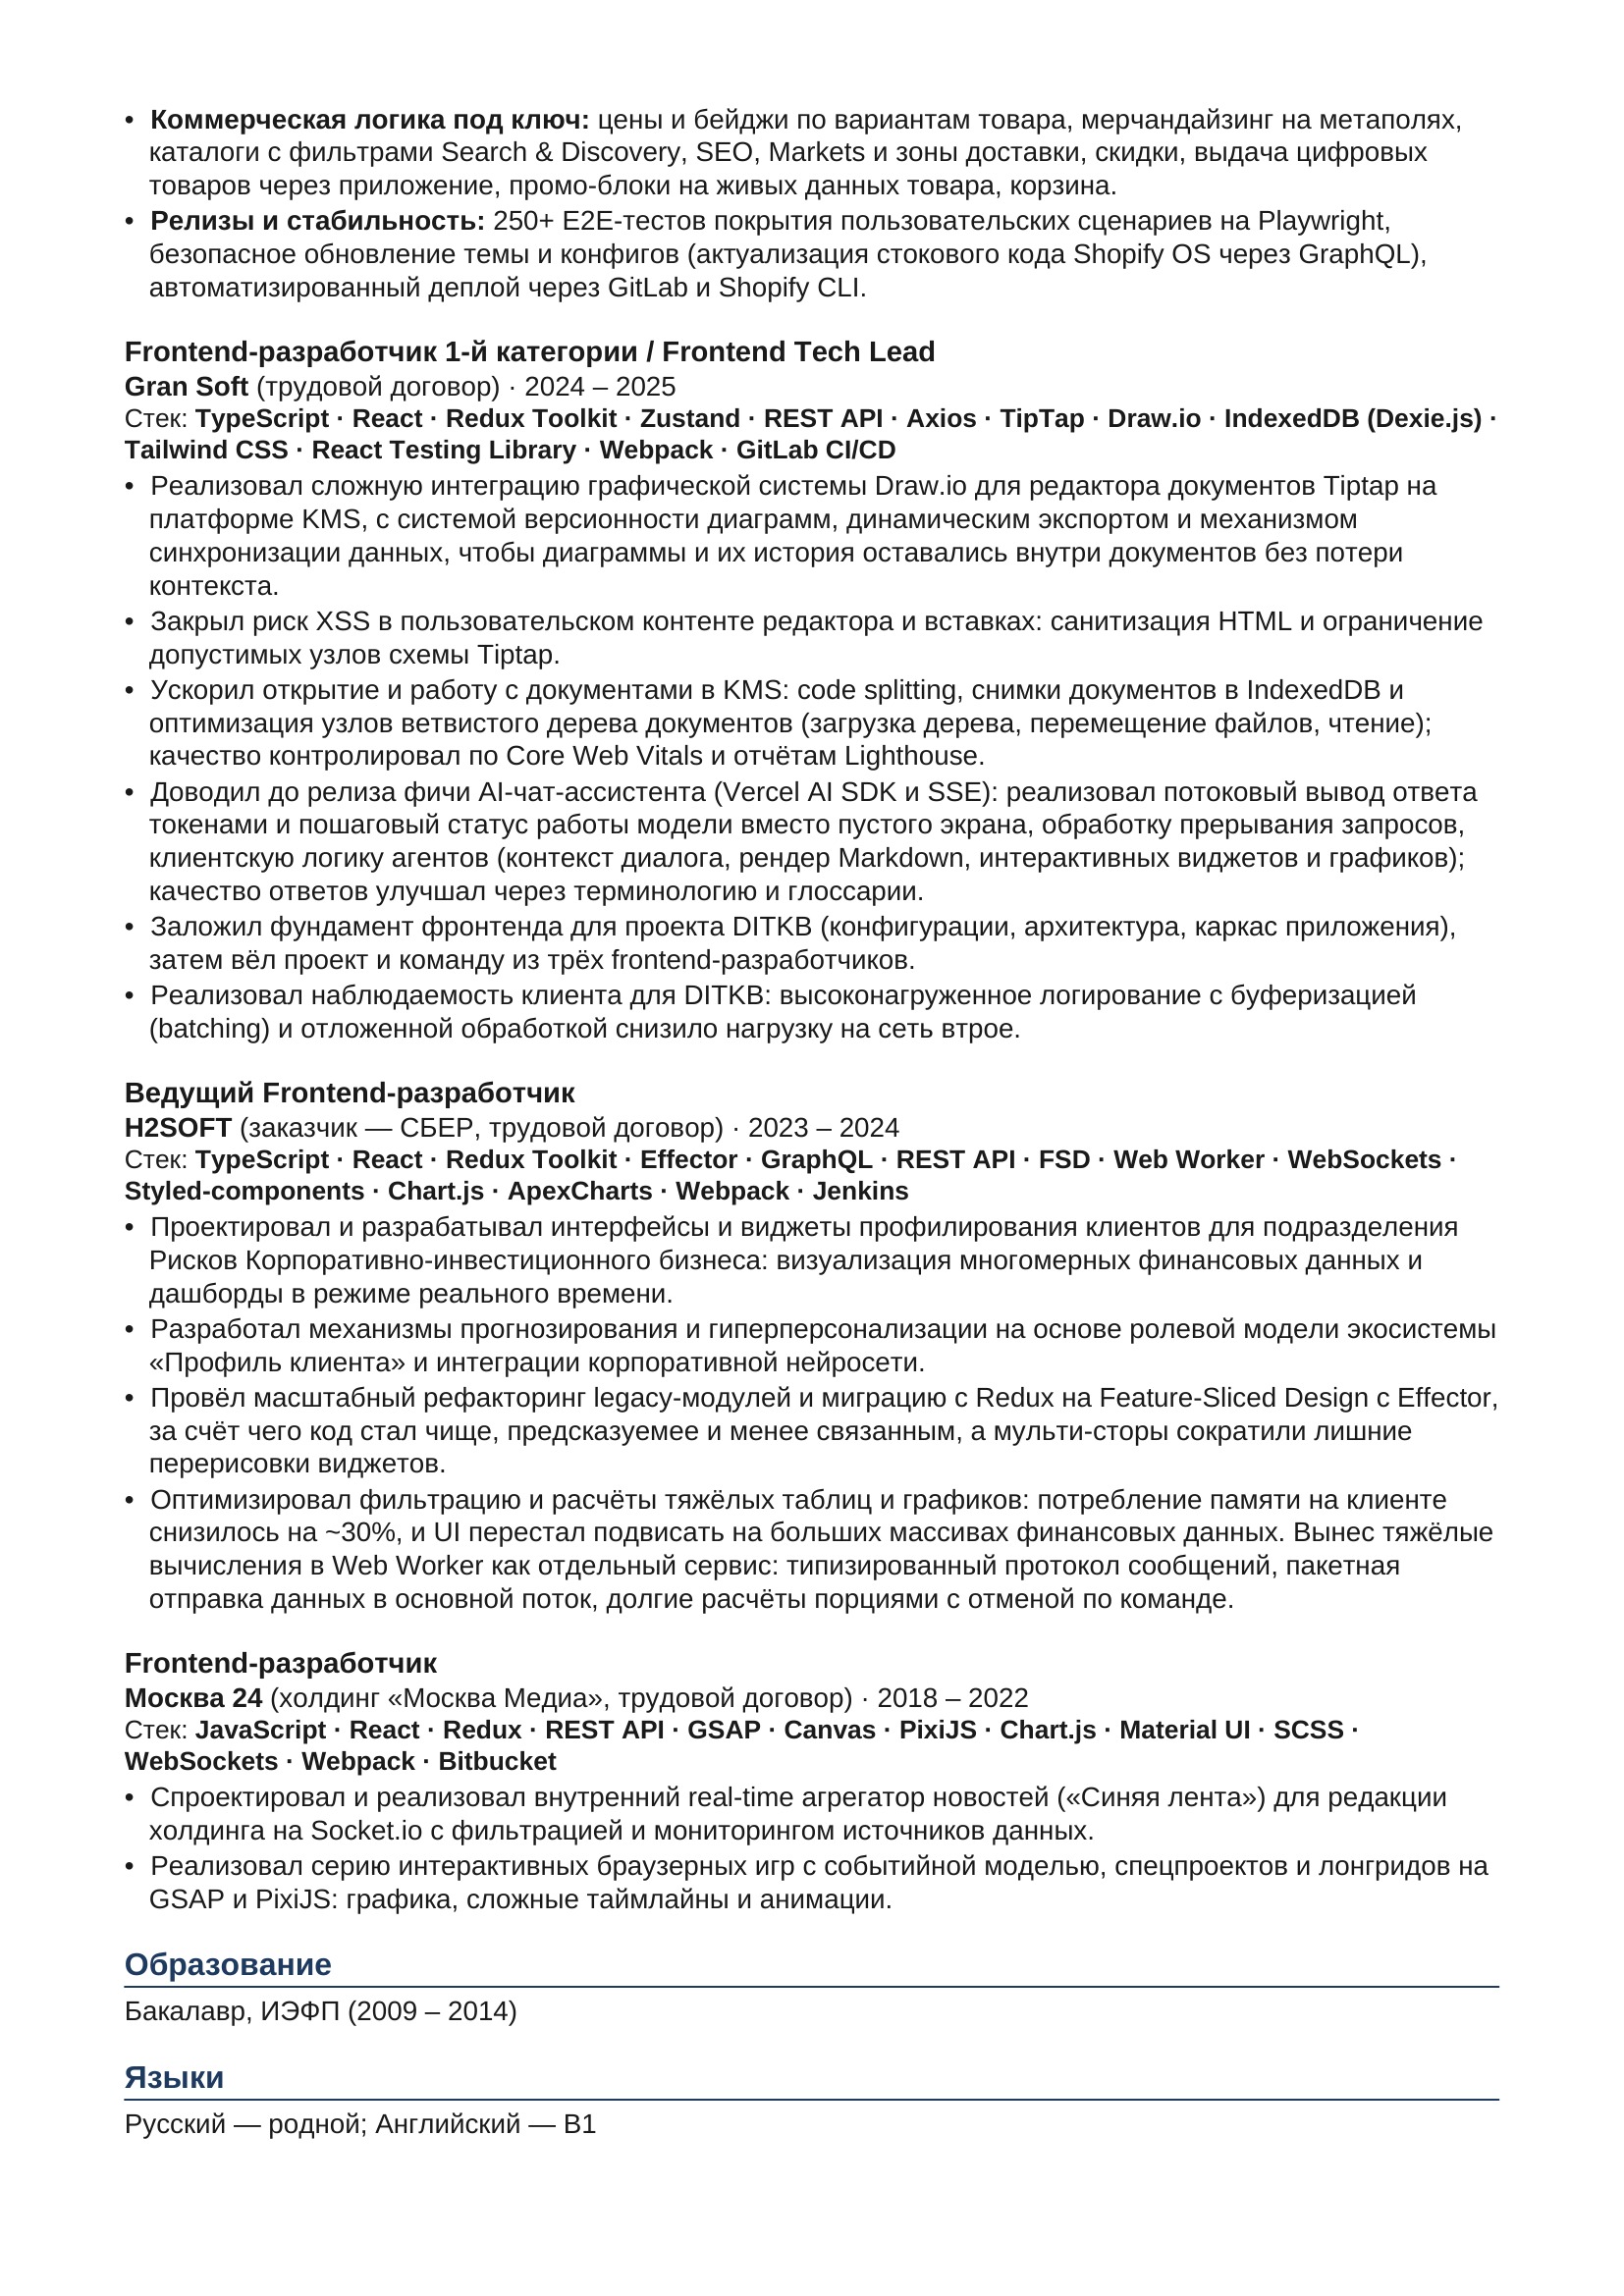 • Коммерческая логика под ключ: цены и бейджи по вариантам товара, мерчандайзинг на метаполях,
каталоги с фильтрами Search & Discovery, SEO, Markets и зоны доставки, скидки, выдача цифровых
товаров через приложение, промо-блоки на живых данных товара, корзина.
• Релизы и стабильность: 250+ E2E-тестов покрытия пользовательских сценариев на Playwright,
безопасное обновление темы и конфигов (актуализация стокового кода Shopify OS через GraphQL),
автоматизированный деплой через GitLab и Shopify CLI.
Frontend-разработчик 1-й категории / Frontend Tech Lead
Gran Soft (трудовой договор) · 2024 – 2025
Стек: TypeScript · React · Redux Toolkit · Zustand · REST API · Axios · TipTap · Draw.io · IndexedDB (Dexie.js) ·
Tailwind CSS · React Testing Library · Webpack · GitLab CI/CD
• Реализовал сложную интеграцию графической системы Draw.io для редактора документов Tiptap на
платформе KMS, с системой версионности диаграмм, динамическим экспортом и механизмом
синхронизации данных, чтобы диаграммы и их история оставались внутри документов без потери
контекста.
• Закрыл риск XSS в пользовательском контенте редактора и вставках: санитизация HTML и ограничение
допустимых узлов схемы Tiptap.
• Ускорил открытие и работу с документами в KMS: code splitting, снимки документов в IndexedDB и
оптимизация узлов ветвистого дерева документов (загрузка дерева, перемещение файлов, чтение);
качество контролировал по Core Web Vitals и отчётам Lighthouse.
• Доводил до релиза фичи AI-чат-ассистента (Vercel AI SDK и SSE): реализовал потоковый вывод ответа
токенами и пошаговый статус работы модели вместо пустого экрана, обработку прерывания запросов,
клиентскую логику агентов (контекст диалога, рендер Markdown, интерактивных виджетов и графиков);
качество ответов улучшал через терминологию и глоссарии.
• Заложил фундамент фронтенда для проекта DITKB (конфигурации, архитектура, каркас приложения),
затем вёл проект и команду из трёх frontend-разработчиков.
• Реализовал наблюдаемость клиента для DITKB: высоконагруженное логирование с буферизацией
(batching) и отложенной обработкой снизило нагрузку на сеть втрое.
Ведущий Frontend-разработчик
H2SOFT (заказчик — СБЕР, трудовой договор) · 2023 – 2024
Стек: TypeScript · React · Redux Toolkit · Effector · GraphQL · REST API · FSD · Web Worker · WebSockets ·
Styled-components · Chart.js · ApexCharts · Webpack · Jenkins
• Проектировал и разрабатывал интерфейсы и виджеты профилирования клиентов для подразделения
Рисков Корпоративно-инвестиционного бизнеса: визуализация многомерных финансовых данных и
дашборды в режиме реального времени.
• Разработал механизмы прогнозирования и гиперперсонализации на основе ролевой модели экосистемы
«Профиль клиента» и интеграции корпоративной нейросети.
• Провёл масштабный рефакторинг legacy-модулей и миграцию с Redux на Feature-Sliced Design с Effector,
за счёт чего код стал чище, предсказуемее и менее связанным, а мульти-сторы сократили лишние
перерисовки виджетов.
• Оптимизировал фильтрацию и расчёты тяжёлых таблиц и графиков: потребление памяти на клиенте
снизилось на ~30%, и UI перестал подвисать на больших массивах финансовых данных. Вынес тяжёлые
вычисления в Web Worker как отдельный сервис: типизированный протокол сообщений, пакетная
отправка данных в основной поток, долгие расчёты порциями с отменой по команде.
Frontend-разработчик
Москва 24 (холдинг «Москва Медиа», трудовой договор) · 2018 – 2022
Стек: JavaScript · React · Redux · REST API · GSAP · Canvas · PixiJS · Chart.js · Material UI · SCSS ·
WebSockets · Webpack · Bitbucket
• Спроектировал и реализовал внутренний real-time агрегатор новостей («Синяя лента») для редакции
холдинга на Socket.io с фильтрацией и мониторингом источников данных.
• Реализовал серию интерактивных браузерных игр с событийной моделью, спецпроектов и лонгридов на
GSAP и PixiJS: графика, сложные таймлайны и анимации.
Образование
Бакалавр, ИЭФП (2009 – 2014)
Языки
Русский — родной; Английский — B1